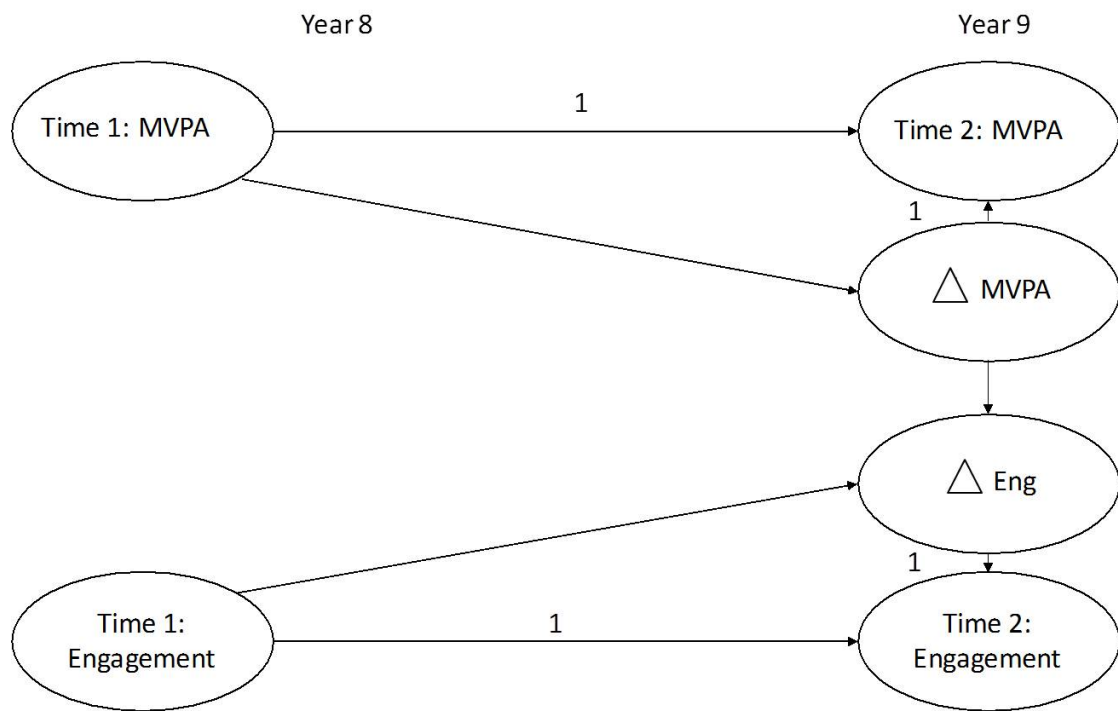 Year 8
Year 9
Time 1: MVPA
1
Time 2: MVPA
1
△ MVPA
△ Eng
1
Time 1:
Engagement
1
Time 2:
Engagement